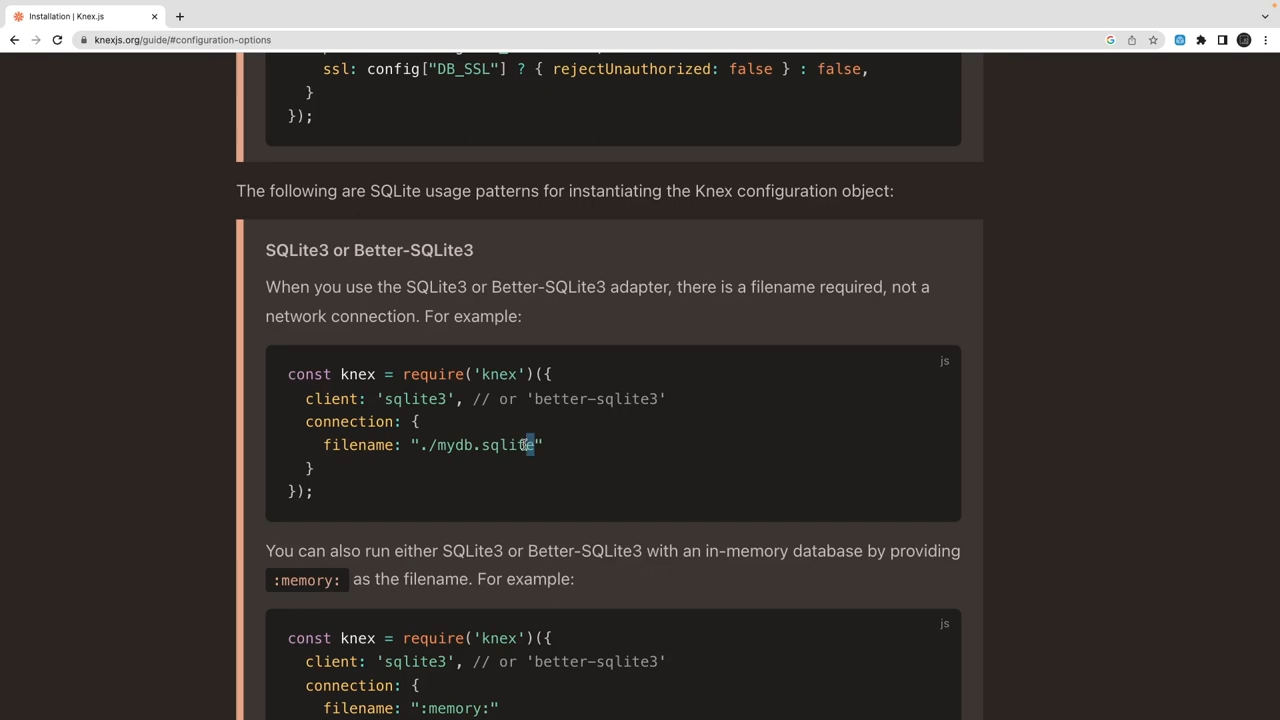 Installation | Knex.js
knexjs.org/guide/#configuration-options
ssl: config["DB_SSL"] ? { rejectUnauthorized: false } : false,
}
});
The following are SQLite usage patterns for instantiating the Knex configuration object:
SQLite3 or Better-SQLite3
When you use the SQLite3 or Better-SQLite3 adapter, there is a filename required, not a
network connection. For example:
js
const knex = require('knex')({
client: 'sqlite3', // or 'better-sqlite3'
connection: {
filename: "./mydb.sqlite"
}
});
You can also run either SQLite3 or Better-SQLite3 with an in-memory database by providing
:memory: as the filename. For example:
js
const knex = require('knex')({
client: 'sqlite3', // or 'better-sqlite3'
connection: {
filename: ":memory:"